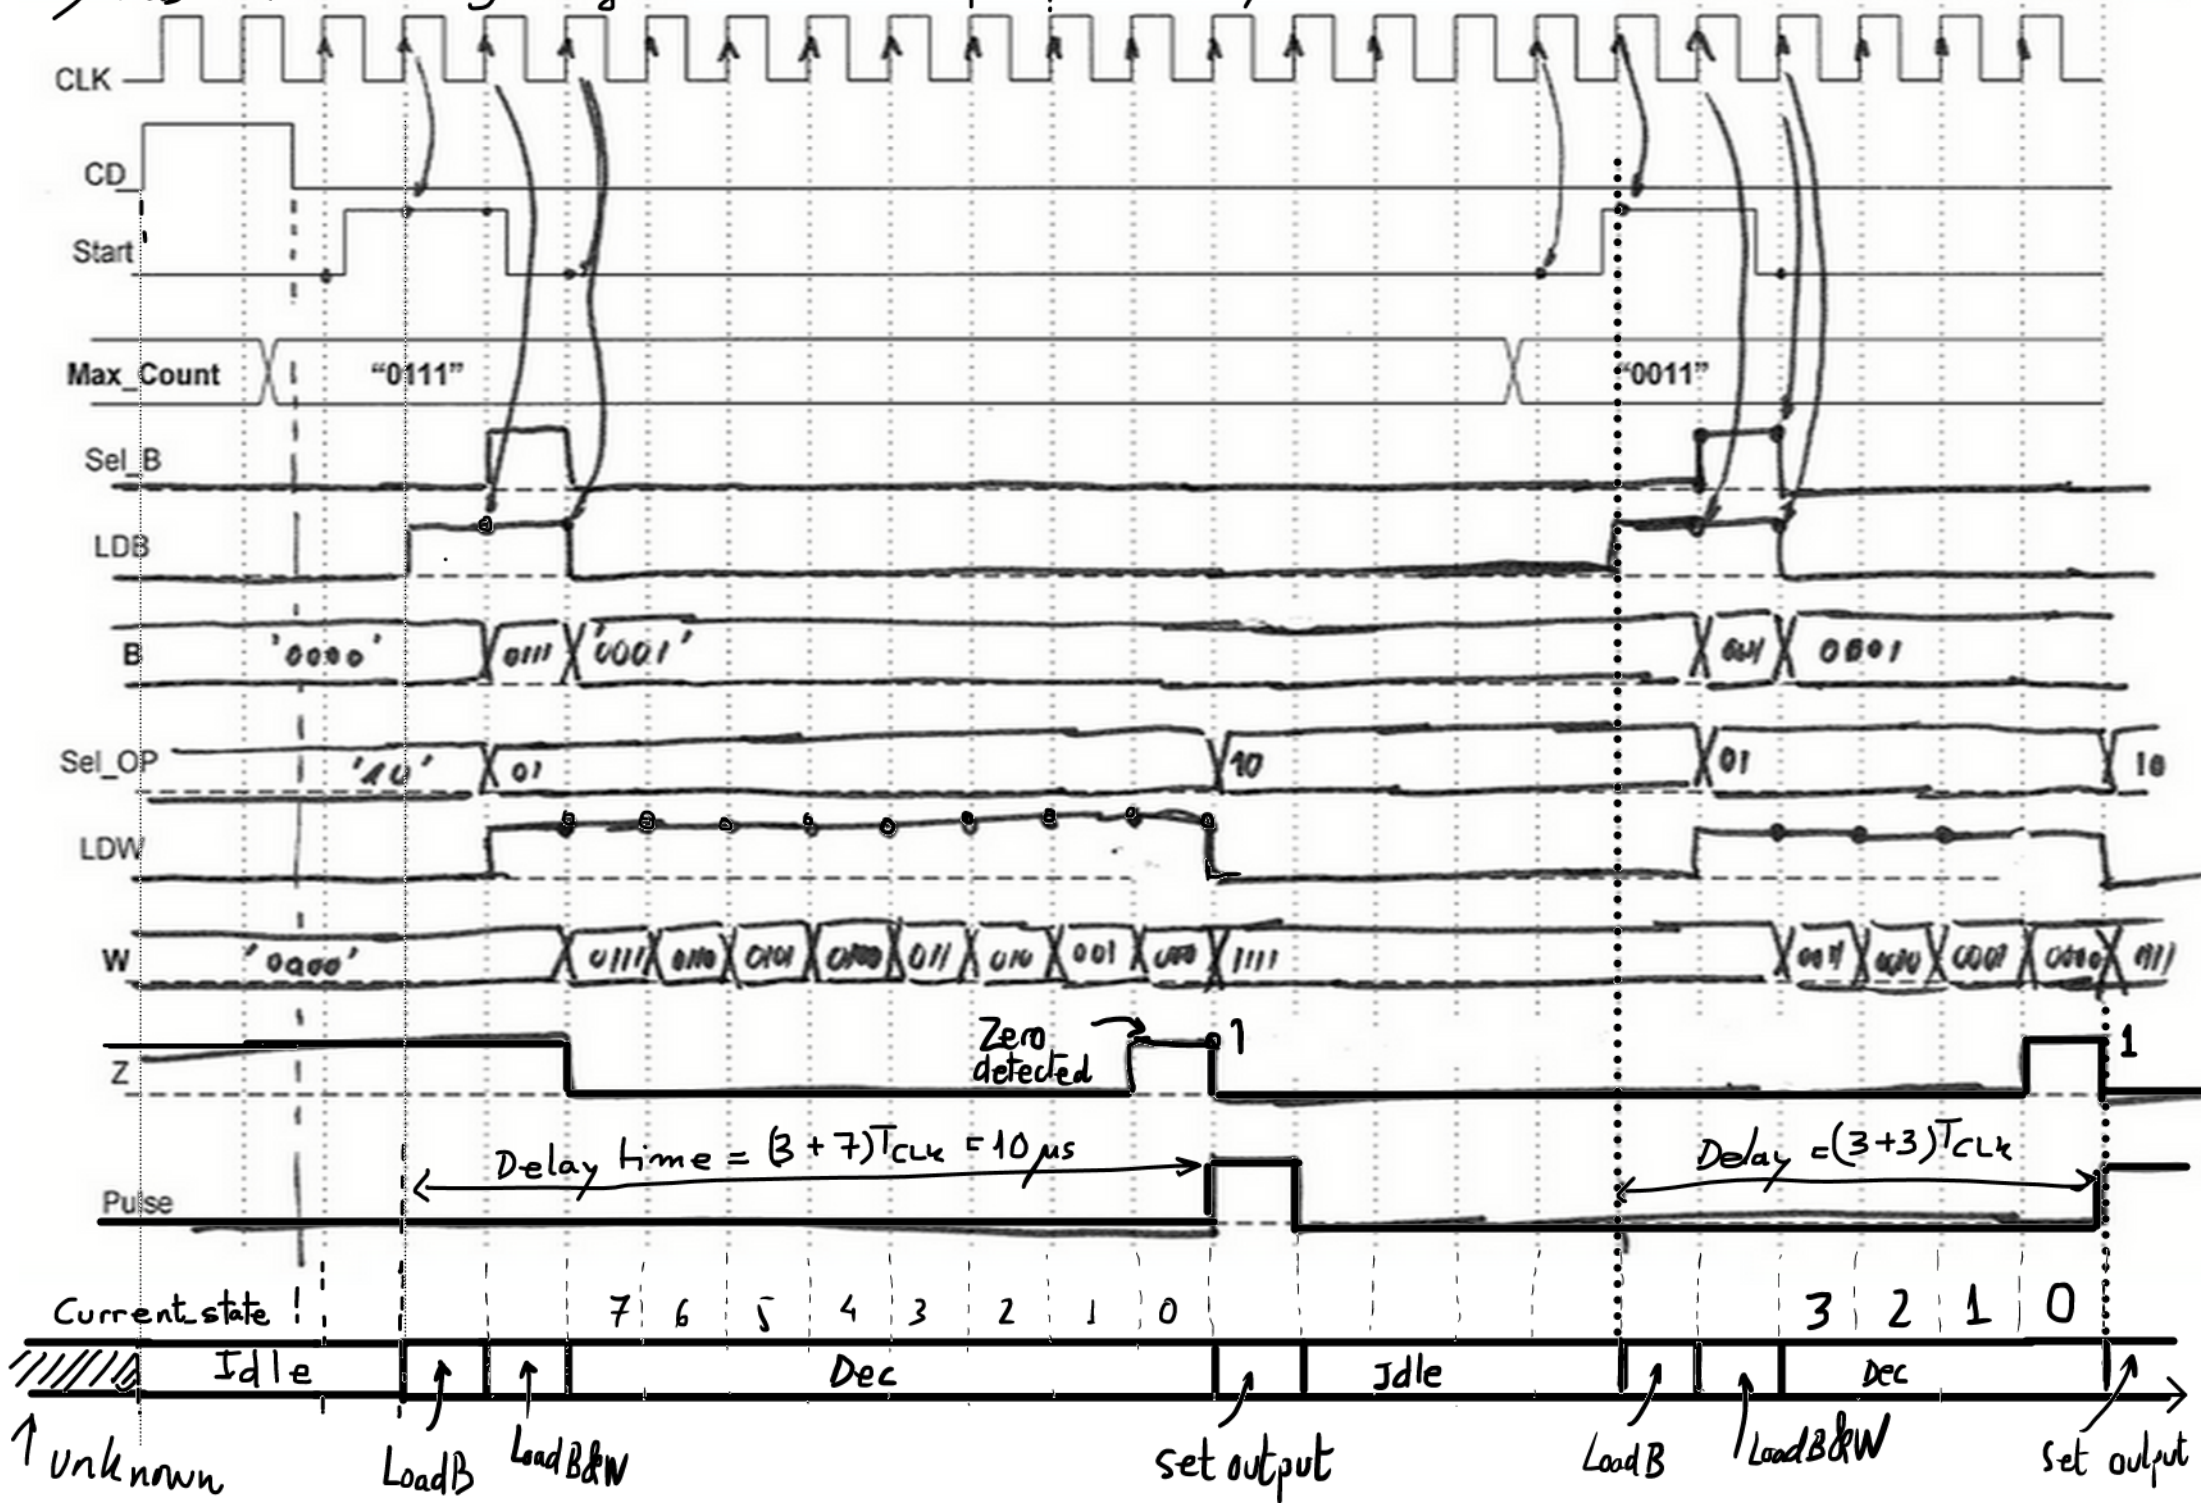 CLK
CD
Start
Max_Count "0111" "0011"
Sel_B
LDB
B '0000' 0111 '0001' 0001
Sel_OP '10' 01 10 01 10
LDW
W '0000' 0111 0110 0101 0100 011 010 001 000 1111 0011 0010 0001 0000 1111
Zero detected 1 1
Z
Delay time = (3+7)TCLK = 10 μs Delay = (3+3)TCLK
Pulse
Current_state 7 6 5 4 3 2 1 0 3 2 1 0
Idle Dec Idle Dec
↑ unknown LoadB LoadB&W set output LoadB LoadB&W set output